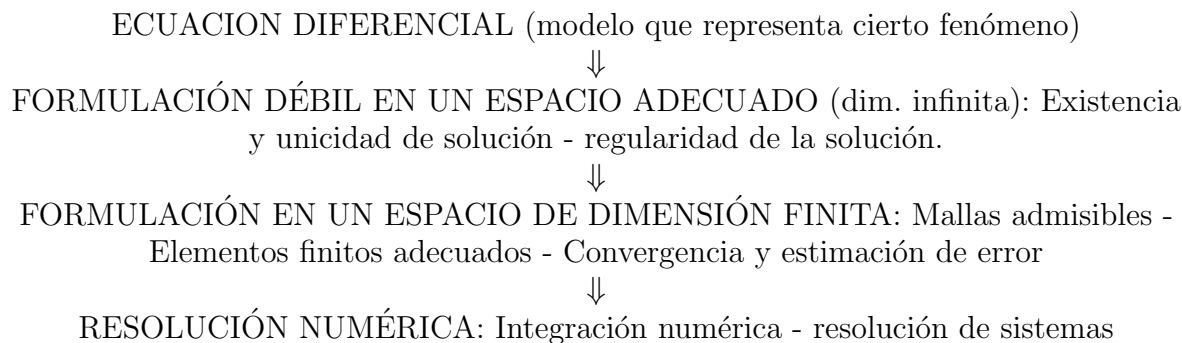 ECUACION DIFERENCIAL (modelo que representa cierto fenómeno)
⇓
FORMULACIÓN DÉBIL EN UN ESPACIO ADECUADO (dim. infinita): Existencia
y unicidad de solución - regularidad de la solución.
⇓
FORMULACIÓN EN UN ESPACIO DE DIMENSIÓN FINITA: Mallas admisibles -
Elementos finitos adecuados - Convergencia y estimación de error
⇓
RESOLUCIÓN NUMÉRICA: Integración numérica - resolución de sistemas